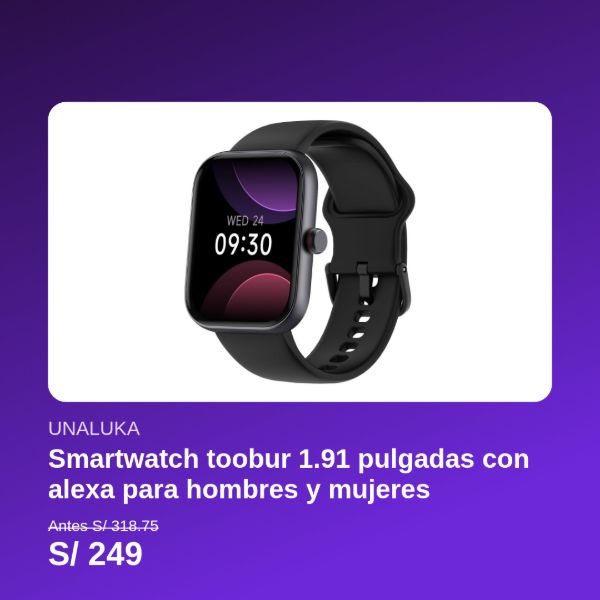 WED 24
09:30
UNALUKA
Smartwatch toobur 1.91 pulgadas con
alexa para hombres y mujeres
Antes S/ 318.75
S/ 249